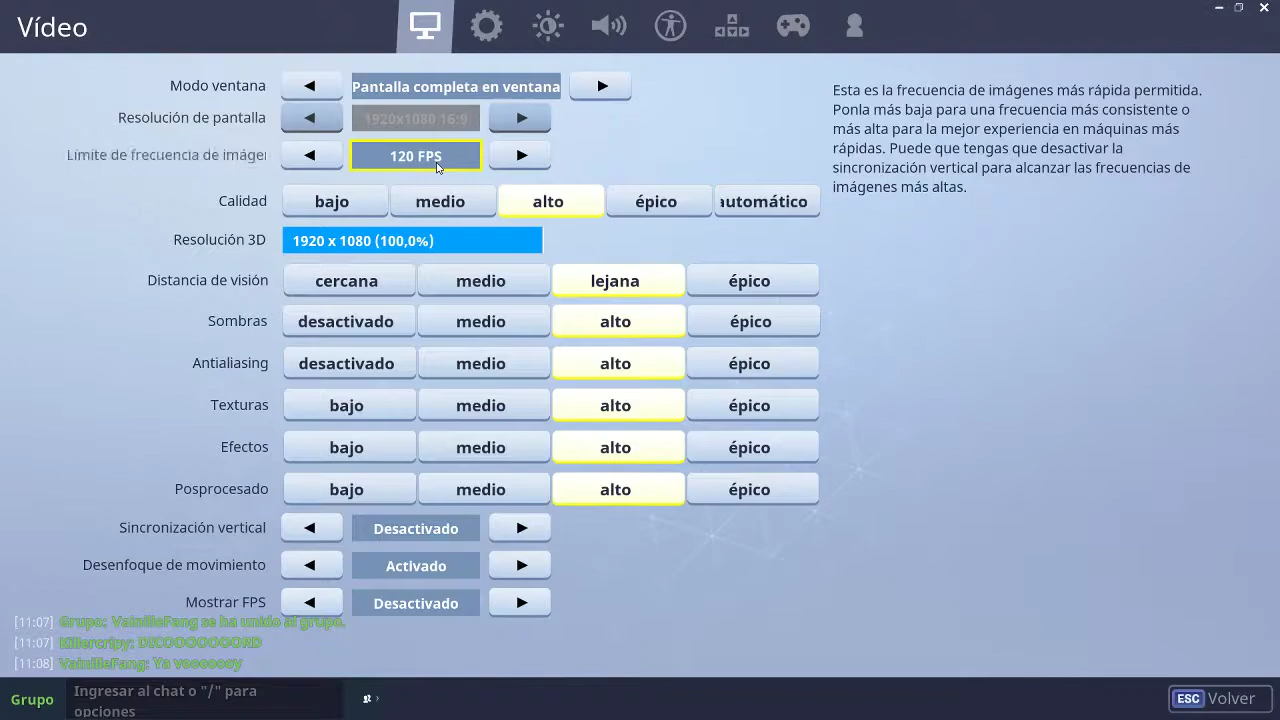 Vídeo
Modo ventana
Pantalla completa en ventana
Resolución de pantalla
1920x1080 16:9
Límite de frecuencia de imáger
120 FPS
Calidad
bajo
medio
alto
épico
automático
Resolución 3D
1920 x 1080 (100,0%)
Distancia de visión
cercana
medio
lejana
épico
Sombras
desactivado
medio
alto
épico
Antialiasing
desactivado
medio
alto
épico
Texturas
bajo
medio
alto
épico
Efectos
bajo
medio
alto
épico
Posprocesado
bajo
medio
alto
épico
Sincronización vertical
Desactivado
Desenfoque de movimiento
Activado
Mostrar FPS
Desactivado
Esta es la frecuencia de imágenes más rápida permitida.
Ponla más baja para una frecuencia más consistente o
más alta para la mejor experiencia en máquinas más
rápidas. Puede que tengas que desactivar la
sincronización vertical para alcanzar las frecuencias de
imágenes más altas.
[11:07] Grupo: VainilleFang se ha unido al grupo.
[11:07] Killercripy: DICOOOOOOORD
[11:08] VainilleFang: Ya vooooooy
Grupo
Ingresar al chat o "/" para
opciones
ESC Volver